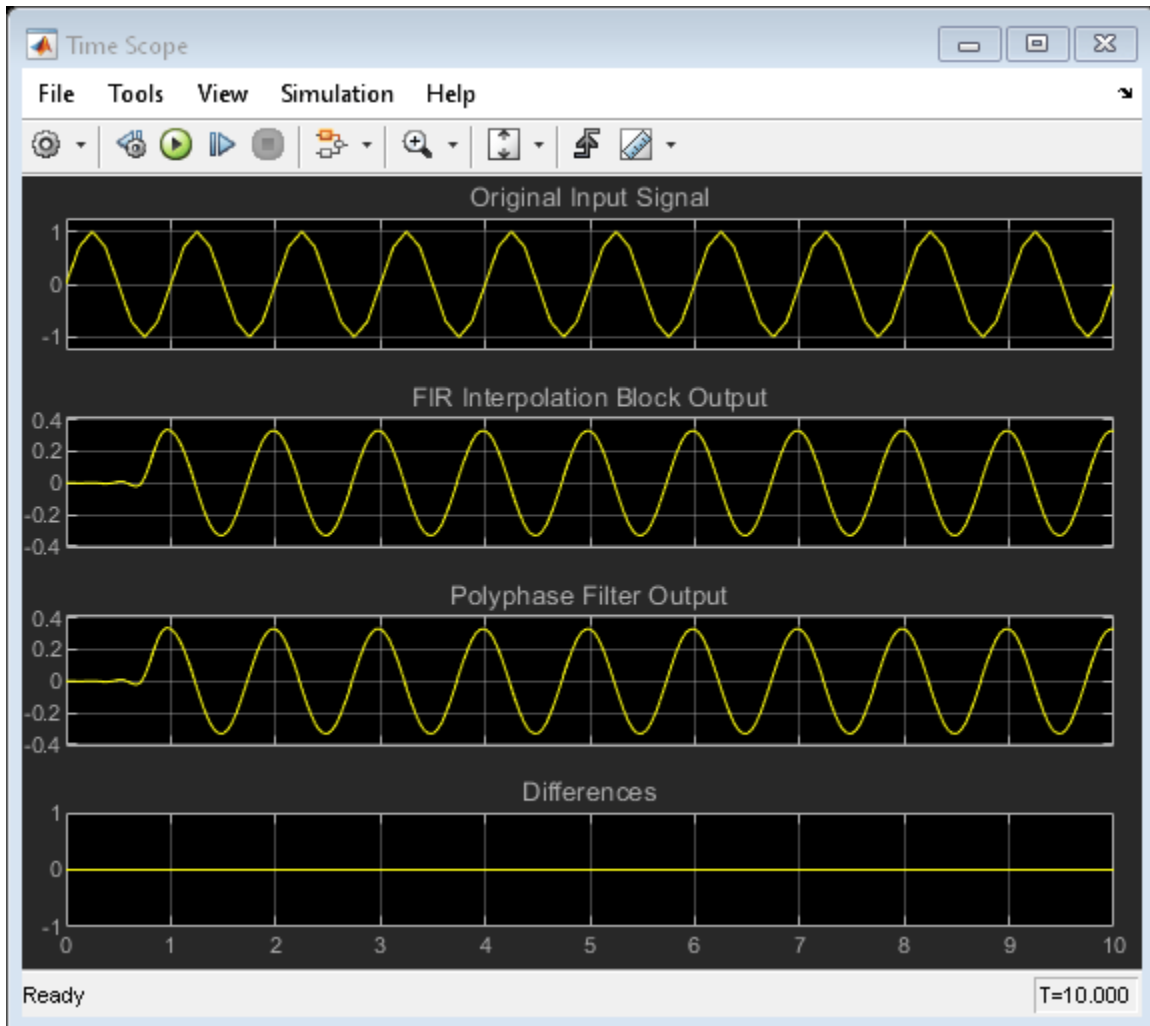 Time Scope
File Tools View Simulation Help
Original Input Signal
1
0
-1
FIR Interpolation Block Output
0.4
0.2
0
-0.2
-0.4
Polyphase Filter Output
0.4
0.2
0
-0.2
-0.4
Differences
1
0
-1
0 1 2 3 4 5 6 7 8 9 10
Ready T=10.000